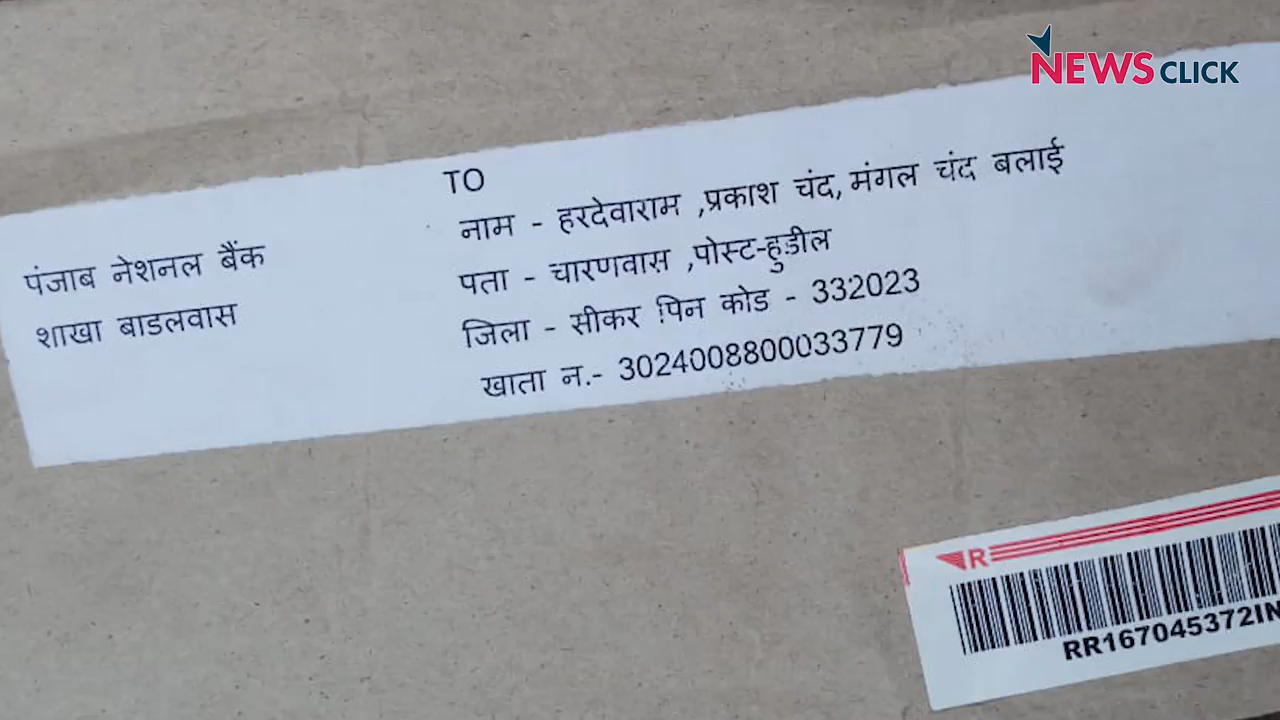 NEWSCLICK
TO
नाम - हरदेवाराम ,प्रकाश चंद, मंगल चंद बलाई
पता - चारणवास ,पोस्ट-हुडील
जिला - सीकर पिन कोड - 332023
खाता न.- 3024008800033779
पंजाब नेशनल बैंक
शाखा बाडलवास
R
RR167045372IN